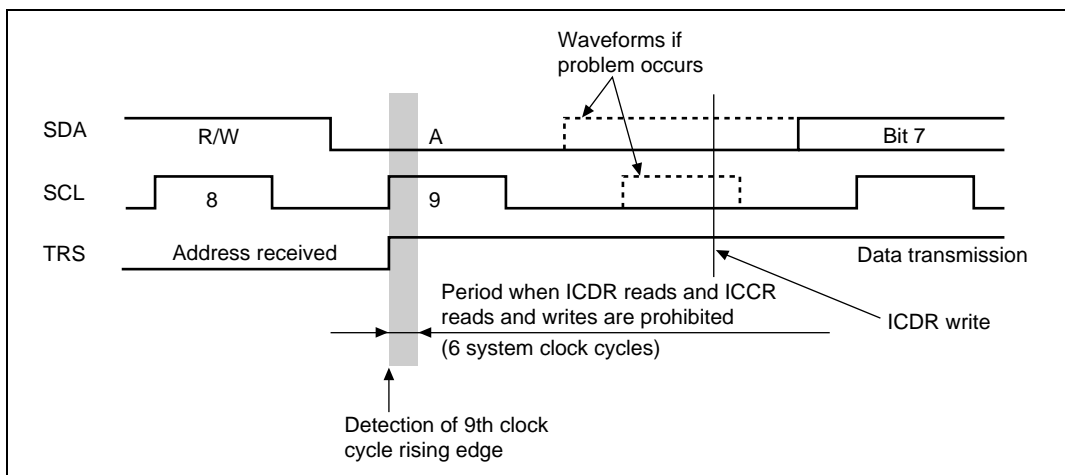 Waveforms if
problem occurs
SDA
R/W
A
Bit 7
SCL
8
9
TRS
Address received
Data transmission
Period when ICDR reads and ICCR
reads and writes are prohibited
(6 system clock cycles)
ICDR write
Detection of 9th clock
cycle rising edge